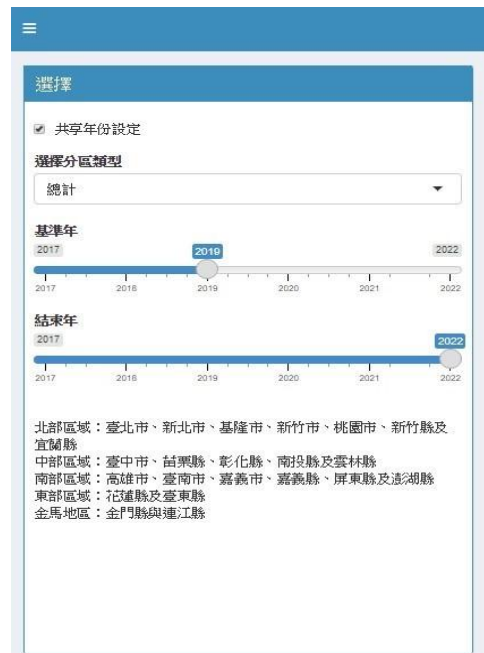 選擇
共享年份設定
選擇分區類型
總計
基準年
2017 2019 2022
2017 2018 2019 2020 2021 2022
結束年
2017 2022
2017 2018 2019 2020 2021 2022
北部區域：臺北市、新北市、基隆市、新竹市、桃園市、新竹縣及
宜蘭縣
中部區域：臺中市、苗栗縣、彰化縣、南投縣及雲林縣
南部區域：高雄市、臺南市、嘉義市、嘉義縣、屏東縣及澎湖縣
東部區域：花蓮縣及臺東縣
金馬地區：金門縣與連江縣